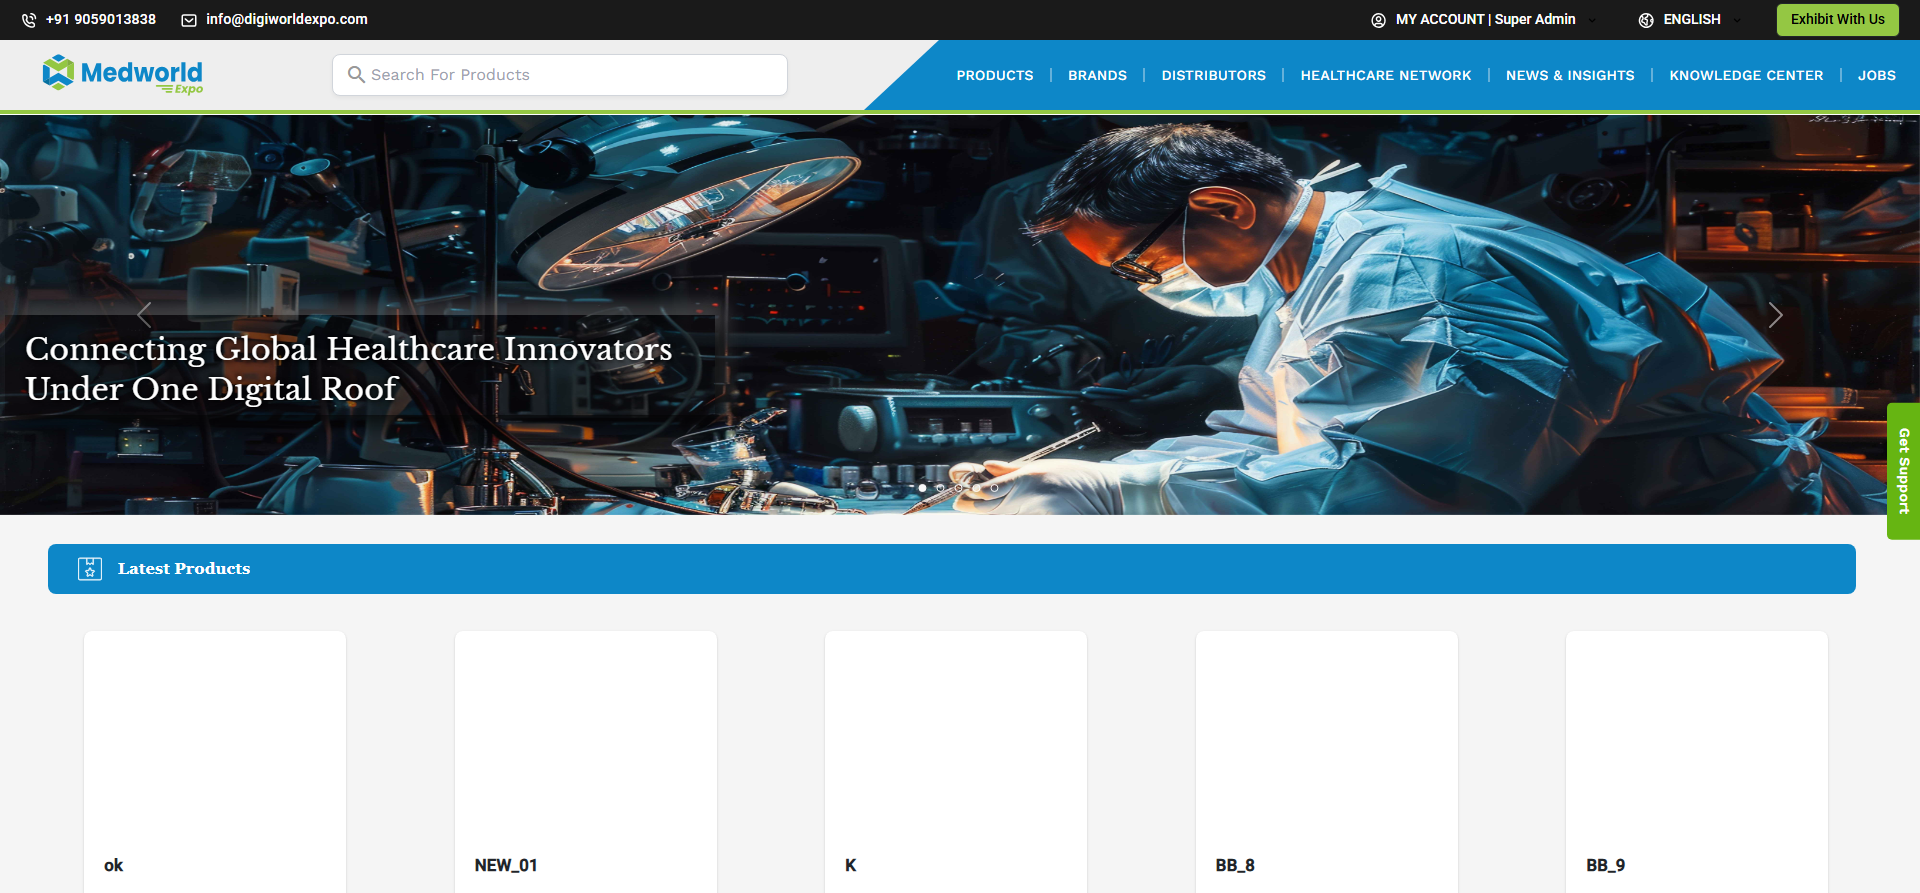 +91 9059013838
info@digiworldexpo.com
MY ACCOUNT | Super Admin
ENGLISH
Exhibit With Us
Medworld
Expo
Search For Products
PRODUCTS
BRANDS
DISTRIBUTORS
HEALTHCARE NETWORK
NEWS & INSIGHTS
KNOWLEDGE CENTER
JOBS
Connecting Global Healthcare Innovators
Under One Digital Roof
Get Support
Latest Products
ok
NEW_01
K
BB_8
BB_9